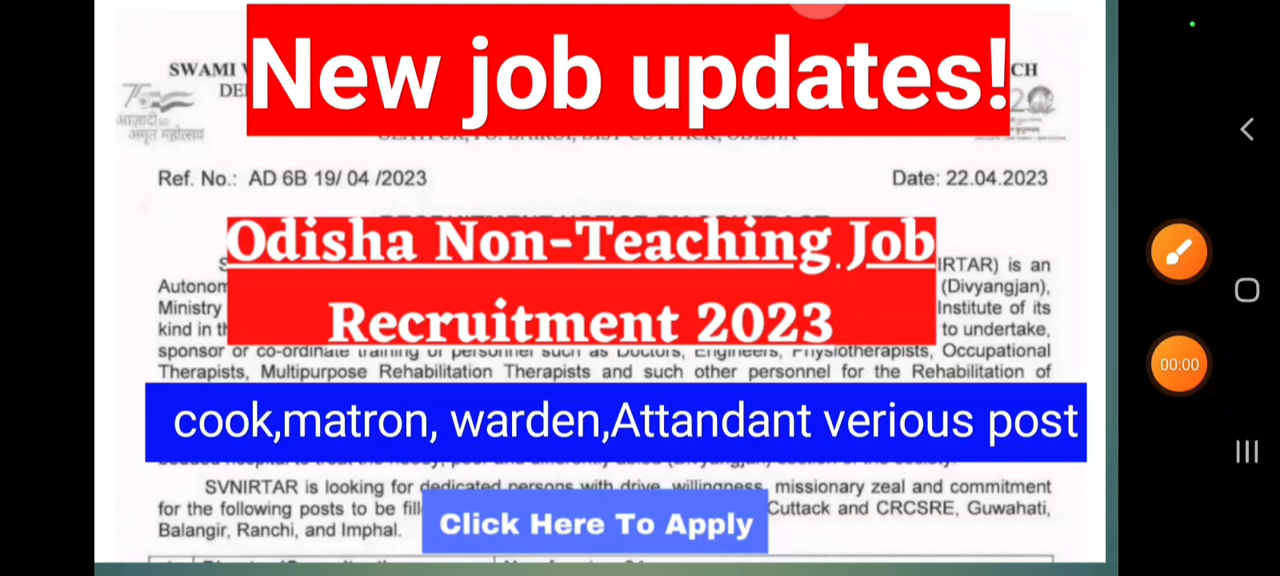 New job updates!
SWAMI
CH
DE
आज़ादी का
अमृत महोत्सव
Ref. No.: AD 6B 19/ 04 /2023
Date: 22.04.2023
Odisha Non-Teaching Job
Recruitment 2023
IRTAR) is an
Autonom (Divyangjan),
Ministry Institute of its
kind in th to undertake,
sponsor or co-ordinate training of personnel such as Doctors, Engineers, Physiotherapists, Occupational
Therapists, Multipurpose Rehabilitation Therapists and such other personnel for the Rehabilitation of
cook,matron, warden,Attandant verious post
SVNIRTAR is looking for dedicated persons with drive, willingness, missionary zeal and commitment
for the following posts to be fill Cuttack and CRCSRE, Guwahati,
Balangir, Ranchi, and Imphal.
Click Here To Apply
00:00